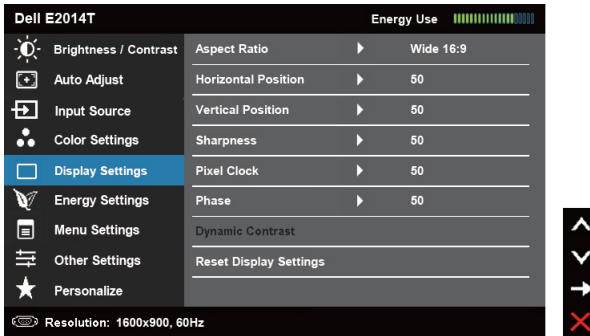 Dell E2014T Energy Use
Brightness / Contrast Aspect Ratio Wide 16:9
Auto Adjust Horizontal Position 50
Input Source Vertical Position 50
Color Settings Sharpness 50
Display Settings Pixel Clock 50
Energy Settings Phase 50
Menu Settings Dynamic Contrast
Other Settings Reset Display Settings
Personalize
Resolution: 1600x900, 60Hz